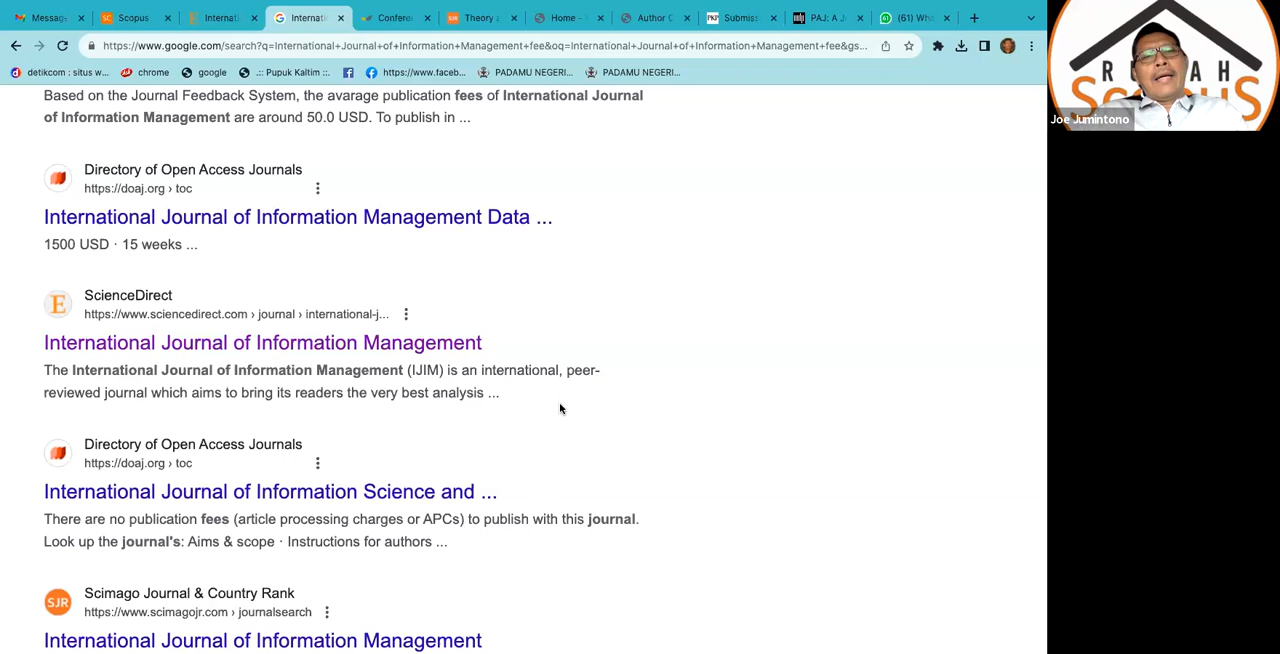 Messag
Scopus
Internati
Internati
Confere
Theory a
Home -
Author C
Submiss
PAJ: A J
(61) Wh
https://www.google.com/search?q=International+Journal+of+Information+Management+fee&oq=International+Journal+of+Information+Management+fee&gs...
detikcom : situs w...
chrome
google
.:: Pupuk Kaltim ::.
https://www.faceb...
PADAMU NEGERI...
PADAMU NEGERI...
Based on the Journal Feedback System, the avarage publication fees of International Journal
of Information Management are around 50.0 USD. To publish in ...
Directory of Open Access Journals
https://doaj.org › toc
International Journal of Information Management Data ...
1500 USD · 15 weeks ...
ScienceDirect
https://www.sciencedirect.com › journal › international-j...
International Journal of Information Management
The International Journal of Information Management (IJIM) is an international, peer-
reviewed journal which aims to bring its readers the very best analysis ...
Directory of Open Access Journals
https://doaj.org › toc
International Journal of Information Science and ...
There are no publication fees (article processing charges or APCs) to publish with this journal.
Look up the journal's: Aims & scope · Instructions for authors ...
SJR
Scimago Journal & Country Rank
https://www.scimagojr.com › journalsearch
International Journal of Information Management
Joe Jumintono